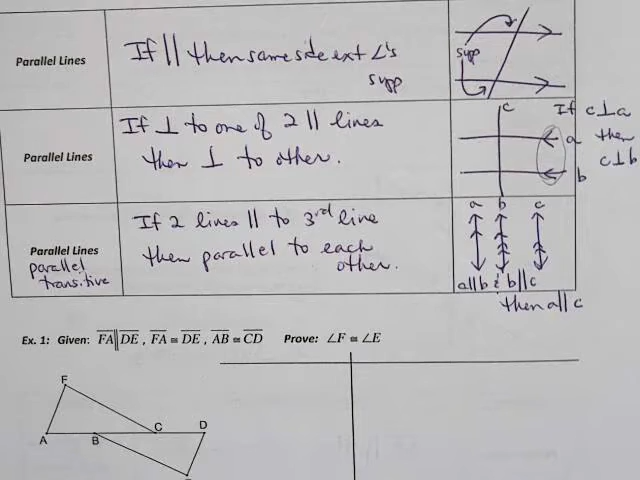 Parallel Lines
If || then same side ext ∠'s
supp
supp
Parallel Lines
If ⊥ to one of 2 || lines
then ⊥ to other.
c
a
b
If c⊥a
then
c⊥b
Parallel Lines
parallel
transitive
If 2 lines || to 3rd line
then parallel to each
other.
a b c
a||b & b||c
then a||c
Ex. 1: Given: FA || DE , FA ≅ DE , AB ≅ CD Prove: ∠F ≅ ∠E
F
A
B
C
D